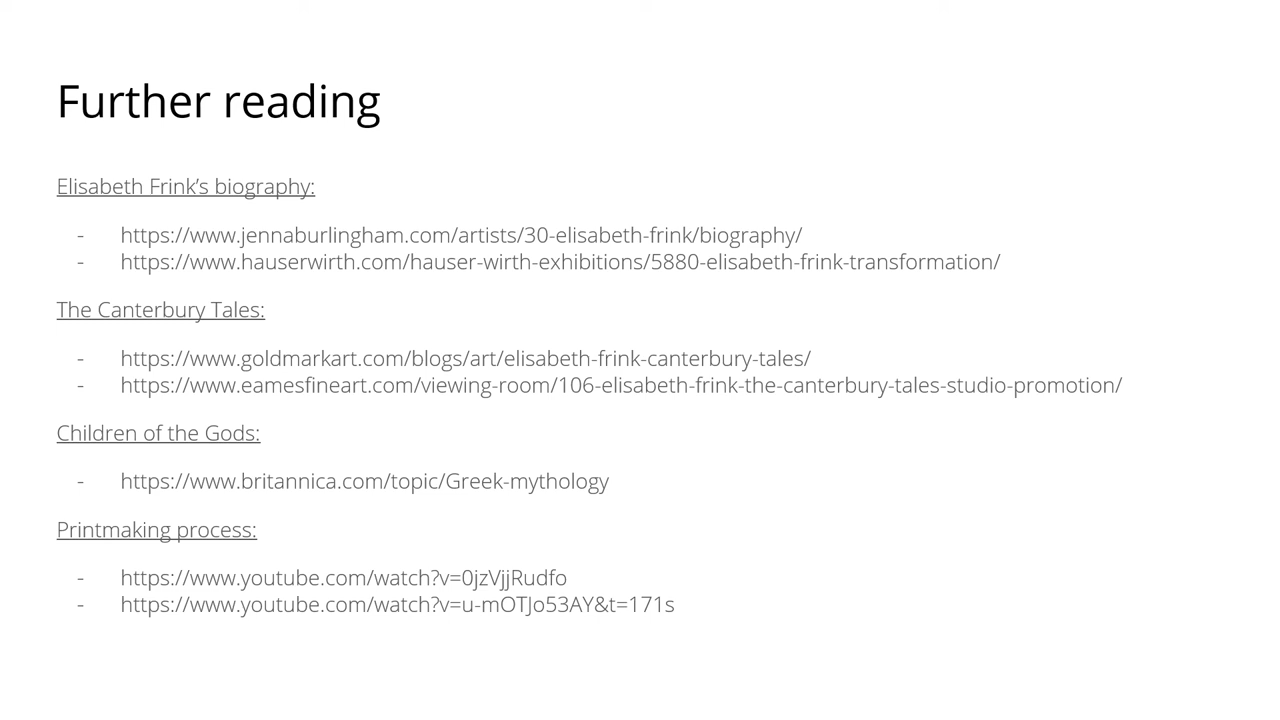 Further reading
Elisabeth Frink’s biography:
- https://www.jennaburlingham.com/artists/30-elisabeth-frink/biography/
- https://www.hauserwirth.com/hauser-wirth-exhibitions/5880-elisabeth-frink-transformation/
The Canterbury Tales:
- https://www.goldmarkart.com/blogs/art/elisabeth-frink-canterbury-tales/
- https://www.eamesfineart.com/viewing-room/106-elisabeth-frink-the-canterbury-tales-studio-promotion/
Children of the Gods:
- https://www.britannica.com/topic/Greek-mythology
Printmaking process:
- https://www.youtube.com/watch?v=0jzVjjRudfo
- https://www.youtube.com/watch?v=u-mOTJo53AY&t=171s